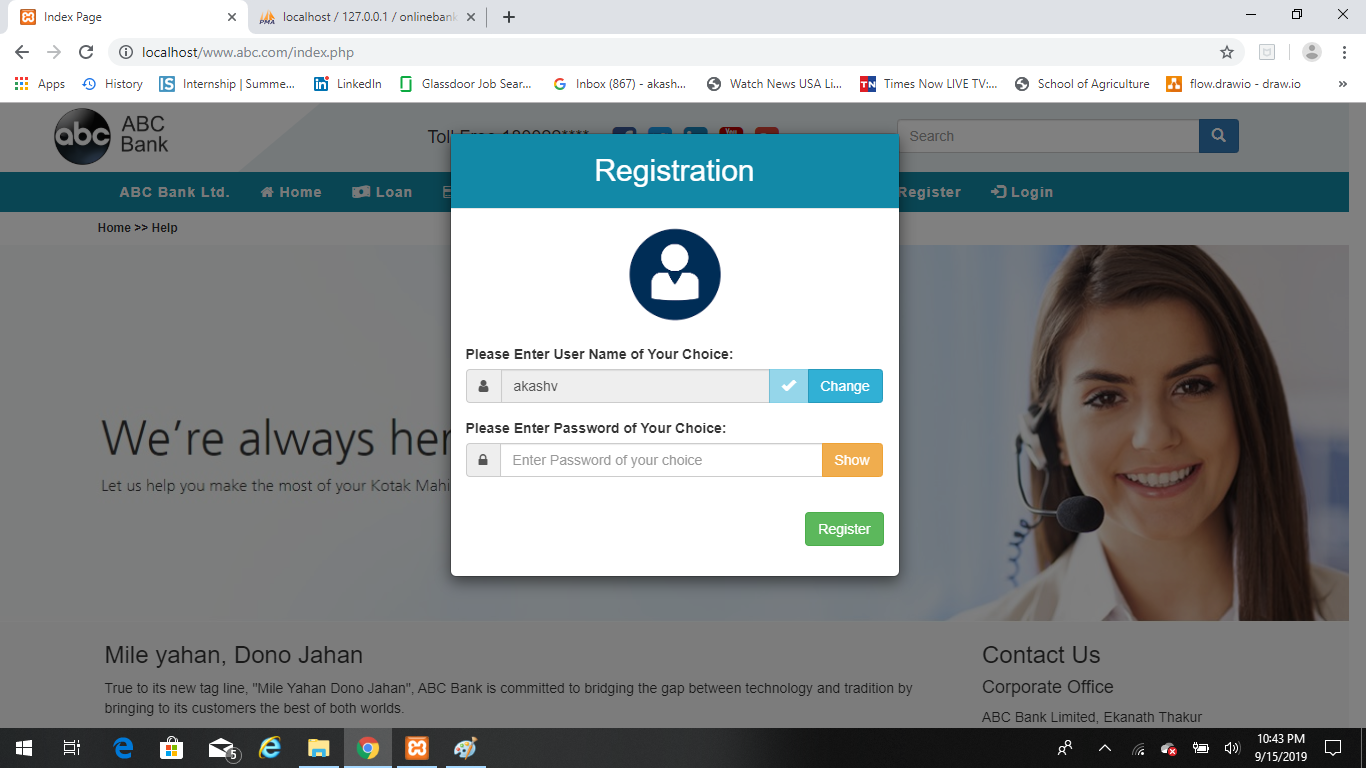 Index Page
localhost / 127.0.0.1 / onlinebank
localhost/www.abc.com/index.php
Apps
History
Internship | Summe...
LinkedIn
Glassdoor Job Sear...
Inbox (867) - akash...
Watch News USA Li...
Times Now LIVE TV:...
School of Agriculture
flow.drawio - draw.io
abc
ABC
Bank
Search
Registration
ABC Bank Ltd.
Home
Loan
Register
Login
Home >> Help
Please Enter User Name of Your Choice:
akashv
Change
Please Enter Password of Your Choice:
Enter Password of your choice
Show
Register
We're always her
Let us help you make the most of your Kotak Mahi
Mile yahan, Dono Jahan
True to its new tag line, "Mile Yahan Dono Jahan", ABC Bank is committed to bridging the gap between technology and tradition by
bringing to its customers the best of both worlds.
Contact Us
Corporate Office
ABC Bank Limited, Ekanath Thakur
5
10:43 PM
9/15/2019